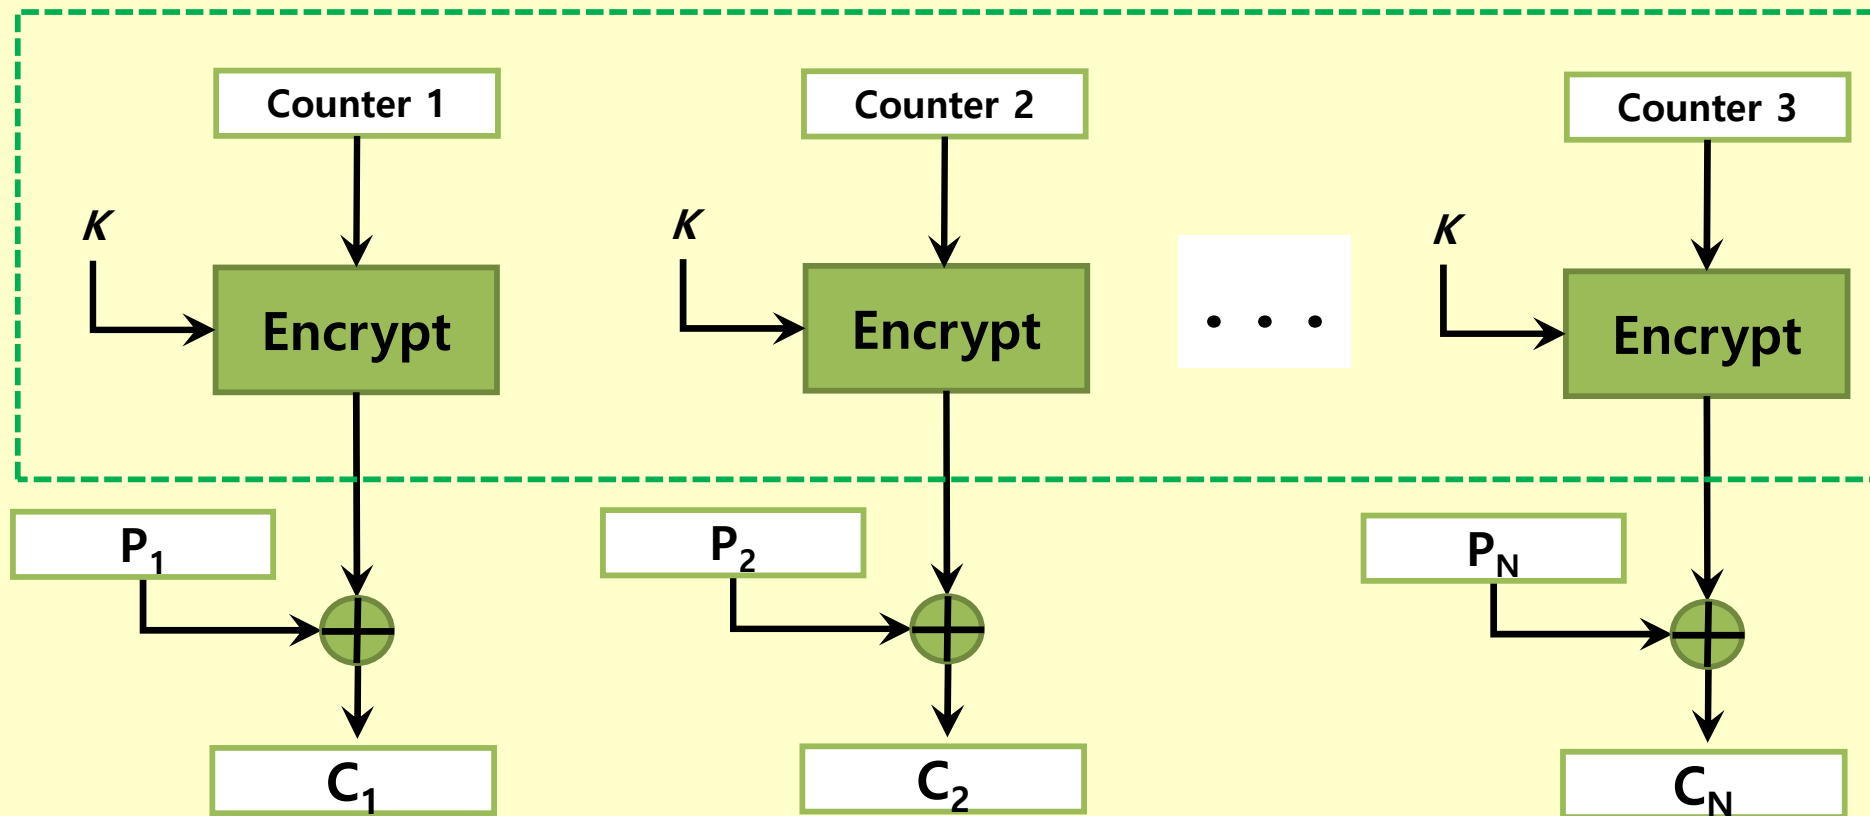 Counter 1 Counter 2 Counter 3
K K K
Encrypt Encrypt . . . Encrypt
P1 P2 PN
C1 C2 CN